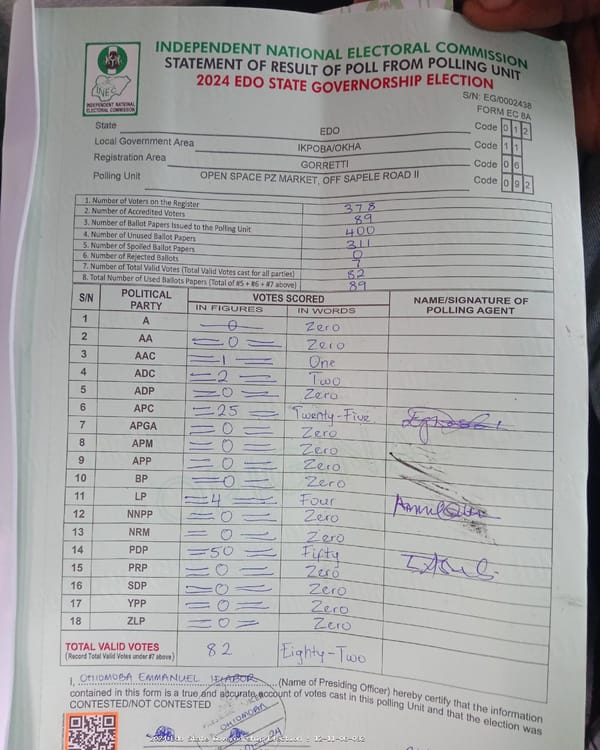 INDEPENDENT NATIONAL ELECTORAL COMMISSION
STATEMENT OF RESULT OF POLL FROM POLLING UNIT
2024 EDO STATE GOVERNORSHIP ELECTION
INEC
INDEPENDENT NATIONAL
ELECTORAL COMMISSION
S/N: EG/0002438
FORM EC 8A
State EDO Code 0 1 2
Local Government Area IKPOBA/OKHA Code 1 1
Registration Area GORRETTI Code 0 6
Polling Unit OPEN SPACE PZ MARKET, OFF SAPELE ROAD II Code 0 9 2
1. Number of Voters on the Register 378
2. Number of Accredited Voters 89
3. Number of Ballot Papers Issued to the Polling Unit 400
4. Number of Unused Ballot Papers 311
5. Number of Spoiled Ballot Papers 0
6. Number of Rejected Ballots 7
7. Number of Total Valid Votes (Total Valid Votes cast for all parties) 82
8. Total Number of Used Ballots Papers (Total of #5 + #6 + #7 above) 89
S/N POLITICAL PARTY VOTES SCORED NAME/SIGNATURE OF POLLING AGENT
IN FIGURES IN WORDS
1 A 0 Zero
2 AA 0 Zero
3 AAC 1 One
4 ADC 2 Two
5 ADP 0 Zero
6 APC 25 Twenty-Five
7 APGA 0 Zero
8 APM 0 Zero
9 APP 0 Zero
10 BP 0 Zero
11 LP 4 Four
12 NNPP 0 Zero
13 NRM 0 Zero
14 PDP 50 Fifty
15 PRP 0 Zero
16 SDP 0 Zero
17 YPP 0 Zero
18 ZLP 0 Zero
TOTAL VALID VOTES 82 Eighty-Two
(Record Total Valid Votes under #7 above)
I, OHIOMOBA EMMANUEL (Name of Presiding Officer) hereby certify that the information
contained in this form is a true and accurate account of votes cast in this polling Unit and that the election was
CONTESTED/NOT CONTESTED
OHIOMOBA